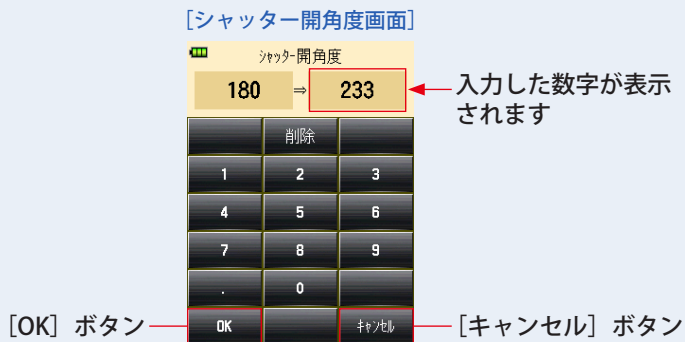 [シャッター開角度画面]
ｼｬｯﾀｰ開角度
180 ⇒ 233
入力した数字が表示
されます
削除
1 2 3
4 5 6
7 8 9
. 0
[OK] ボタン
OK ｷｬﾝｾﾙ
[キャンセル] ボタン